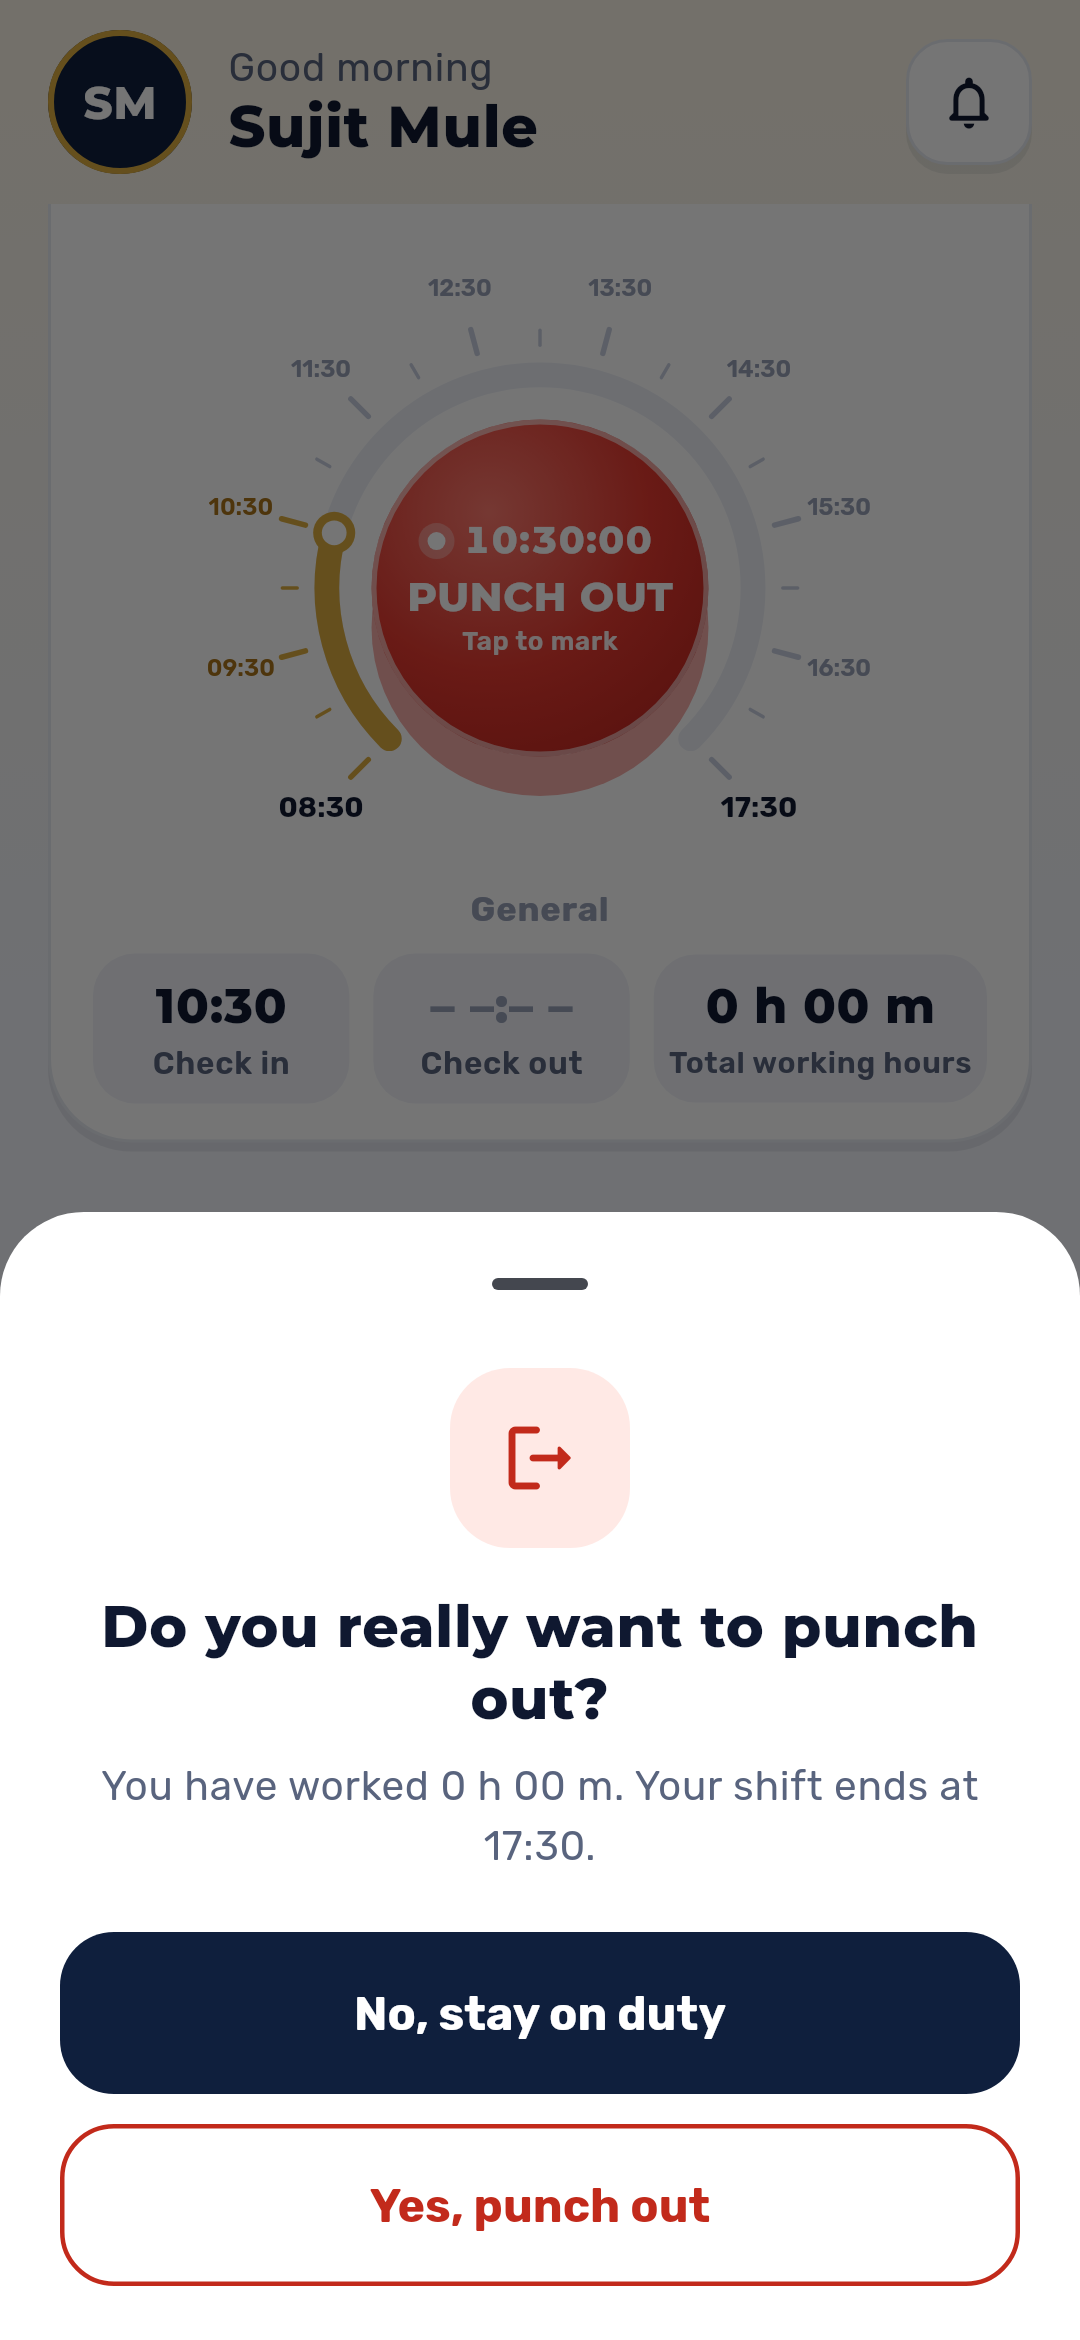 SM
Good morning
Sujit Mule
12:30
13:30
11:30
14:30
10:30
15:30
10:30:00
PUNCH OUT
Tap to mark
09:30
16:30
08:30
17:30
General
10:30
Check in
– –:– –
Check out
0 h 00 m
Total working hours
Do you really want to punch
out?
You have worked 0 h 00 m. Your shift ends at
17:30.
No, stay on duty
Yes, punch out